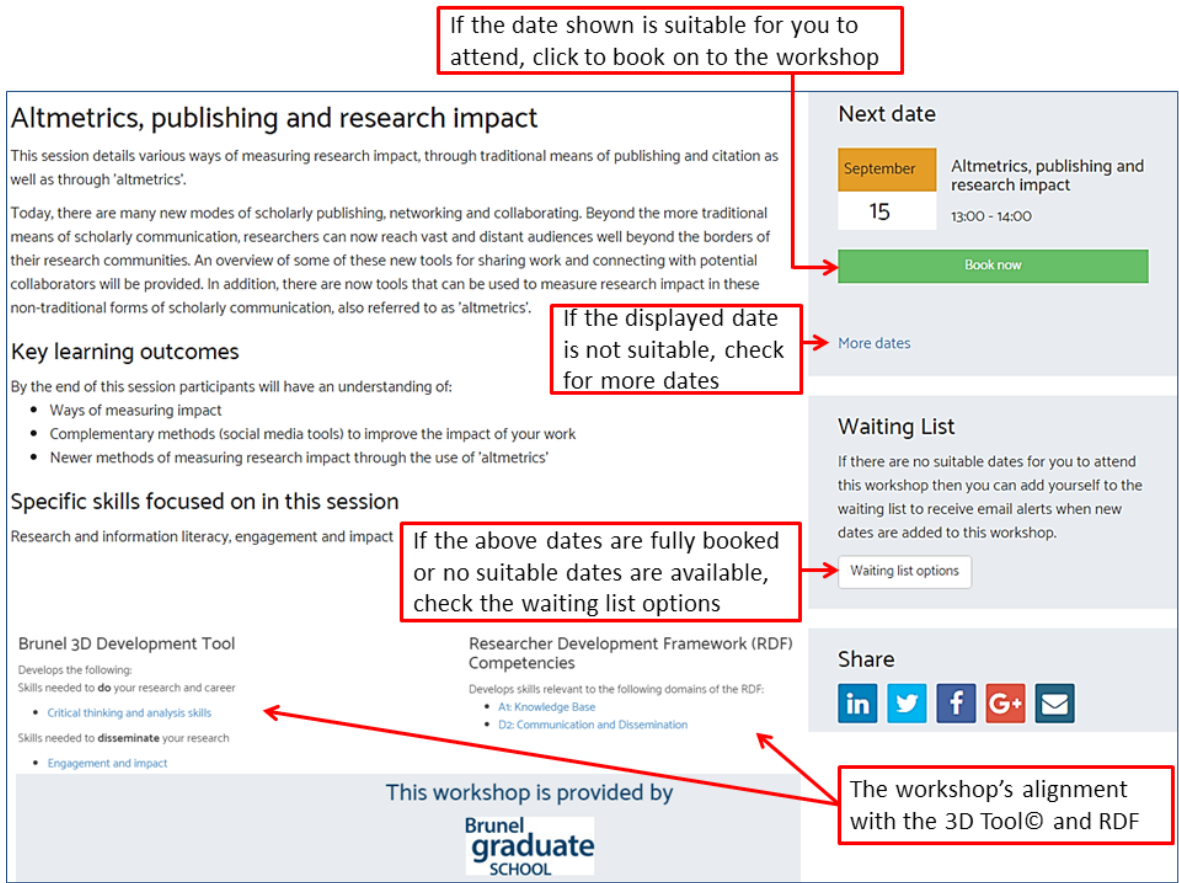 If the date shown is suitable for you to
attend, click to book on to the workshop
Altmetrics, publishing and research impact
This session details various ways of measuring research impact, through traditional means of publishing and citation as
well as through 'altmetrics'.
Today, there are many new modes of scholarly publishing, networking and collaborating. Beyond the more traditional
means of scholarly communication, researchers can now reach vast and distant audiences well beyond the borders of
their research communities. An overview of some of these new tools for sharing work and connecting with potential
collaborators will be provided. In addition, there are now tools that can be used to measure research impact in these
non-traditional forms of scholarly communication, also referred to as 'altmetrics'.
Key learning outcomes
By the end of this session participants will have an understanding of:
• Ways of measuring impact
• Complementary methods (social media tools) to improve the impact of your work
• Newer methods of measuring research impact through the use of 'altmetrics'
Specific skills focused on in this session
Research and information literacy, engagement and impact
Next date
September
15
Altmetrics, publishing and
research impact
13:00 - 14:00
Book now
If the displayed date
is not suitable, check
for more dates
More dates
Waiting List
If there are no suitable dates for you to attend
this workshop then you can add yourself to the
waiting list to receive email alerts when new
dates are added to this workshop.
If the above dates are fully booked
or no suitable dates are available,
check the waiting list options
Waiting list options
Brunel 3D Development Tool
Develops the following:
Skills needed to do your research and career
• Critical thinking and analysis skills
Skills needed to disseminate your research
• Engagement and impact
Researcher Development Framework (RDF)
Competencies
Develops skills relevant to the following domains of the RDF:
• A1: Knowledge Base
• D2: Communication and Dissemination
Share
in
f
G+
The workshop's alignment
with the 3D Tool© and RDF
This workshop is provided by
Brunel
graduate
SCHOOL